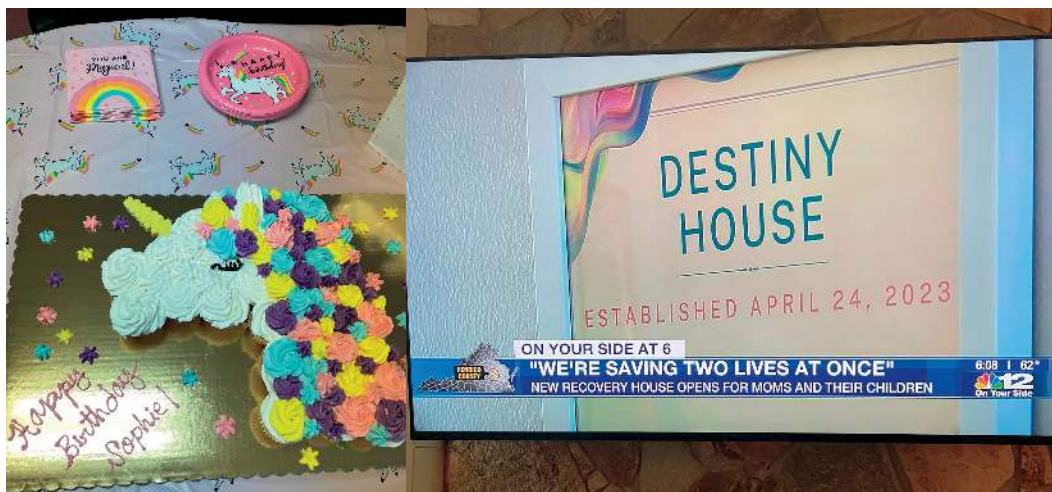 YOU ARE
Magical!
HAPPY
birthday!
Happy
Birthday
Sophie!
DESTINY
HOUSE
ESTABLISHED APRIL 24, 2023
ON YOUR SIDE AT 6
HENRICO
COUNTY
"WE'RE SAVING TWO LIVES AT ONCE"
NEW RECOVERY HOUSE OPENS FOR MOMS AND THEIR CHILDREN
6:08 | 62°
12
On Your Side